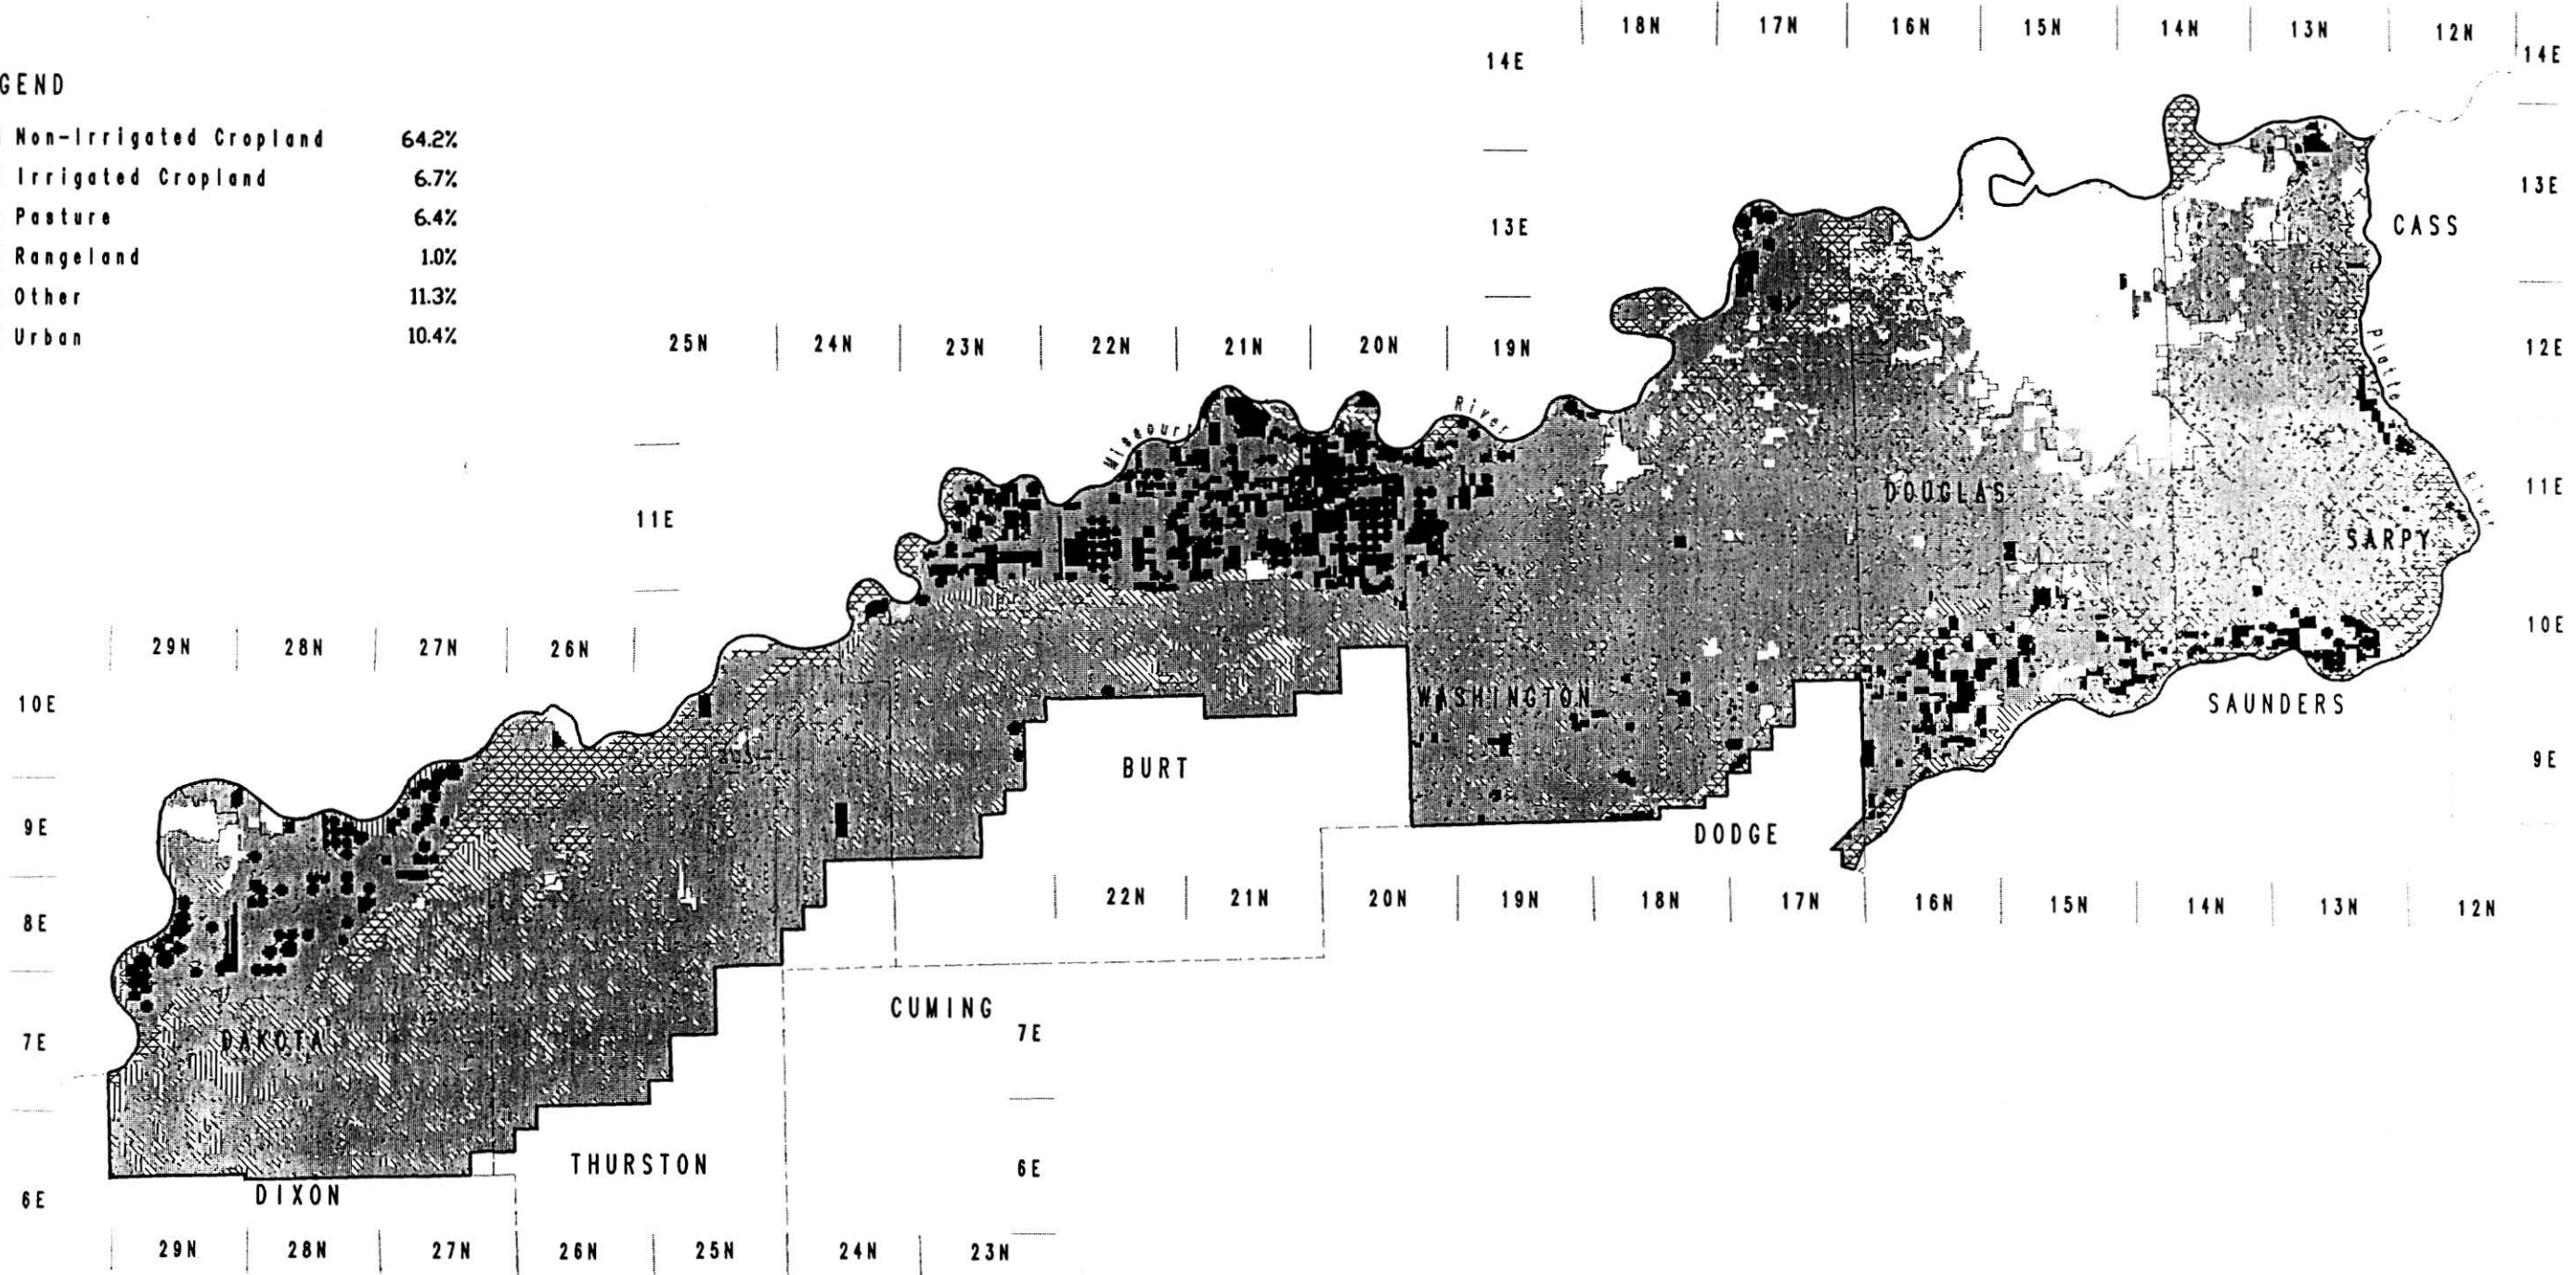 18N 17N 16N 15N 14N 13N 12N
14E 14E
GEND
Non-Irrigated Cropland 64.2%
Irrigated Cropland 6.7%
Pasture 6.4%
Rangeland 1.0%
Other 11.3%
Urban 10.4%
13E
13E
CASS
25N 24N 23N 22N 21N 20N 19N
12E
Platte
Missouri River
11E
DOUGLAS
11E
River
SARPY
29N 28N 27N 26N
10E
10E
WASHINGTON
SAUNDERS
BURT
9E
9E
DODGE
22N 21N 20N 19N 18N 17N 16N 15N 14N 13N 12N
8E
CUMING
7E
7E
DAKOTA
THURSTON
6E
6E
DIXON
29N 28N 27N 26N 25N 24N 23N